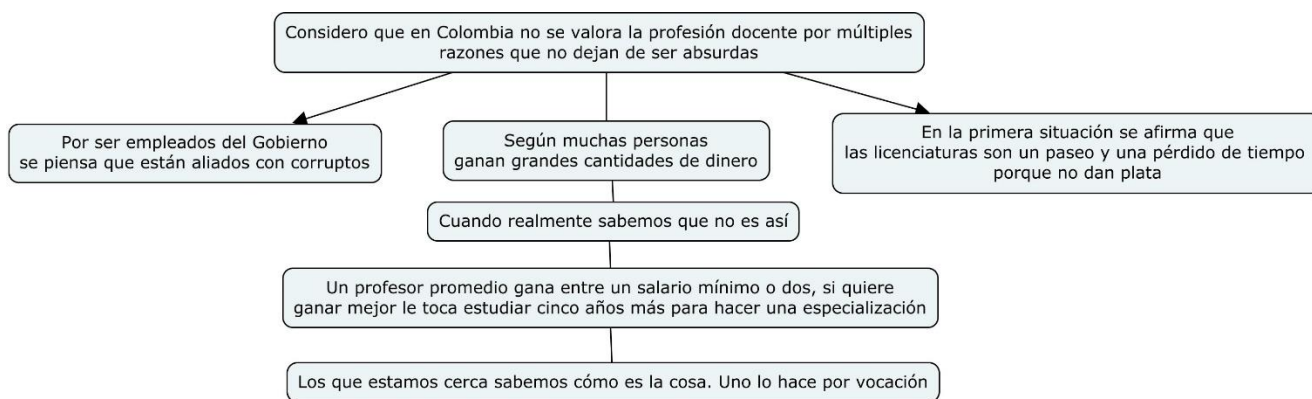 Considero que en Colombia no se valora la profesión docente por múltiples
razones que no dejan de ser absurdas
Por ser empleados del Gobierno
se piensa que están aliados con corruptos
Según muchas personas
ganan grandes cantidades de dinero
En la primera situación se afirma que
las licenciaturas son un paseo y una pérdido de tiempo
porque no dan plata
Cuando realmente sabemos que no es así
Un profesor promedio gana entre un salario mínimo o dos, si quiere
ganar mejor le toca estudiar cinco años más para hacer una especialización
Los que estamos cerca sabemos cómo es la cosa. Uno lo hace por vocación